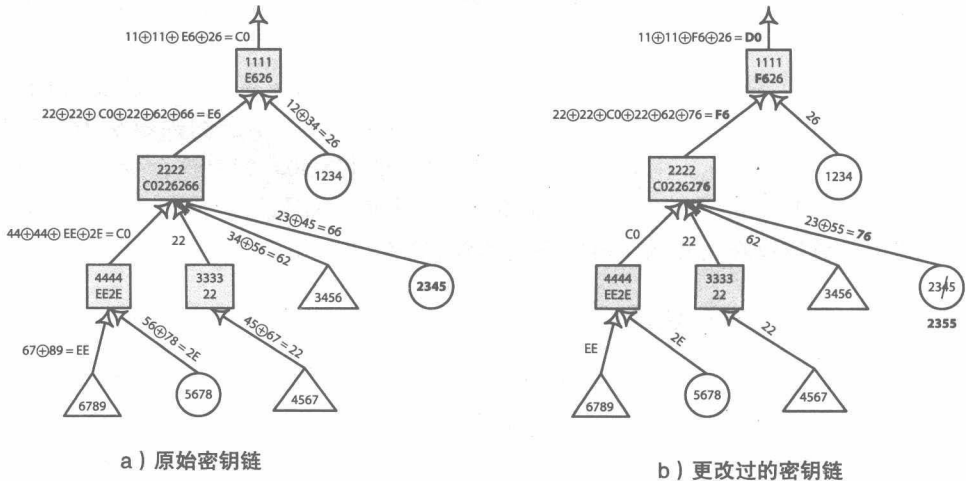 11⊕11⊕ E6⊕26 = C0
1111
E626
22⊕22⊕ C0⊕22⊕62⊕66 = E6
12⊕34 = 26
2222
C0226266
1234
44⊕44⊕ EE⊕2E = C0
22
34⊕56 = 62
23⊕45 = 66
4444
EE2E
3333
22
3456
2345
67⊕89 = EE
56⊕78 = 2E
45⊕67 = 22
6789
5678
4567
a）原始密钥链
11⊕11⊕F6⊕26 = D0
1111
F626
22⊕22⊕C0⊕22⊕62⊕76 = F6
26
2222
C0226276
1234
C0
22
62
23⊕55 = 76
4444
EE2E
3333
22
3456
2345
2355
EE
2E
22
6789
5678
4567
b）更改过的密钥链